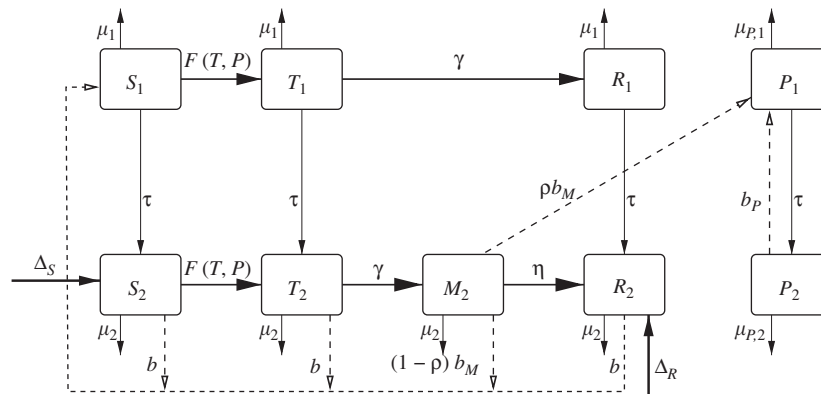 μ1 μ1 μ1 μP,1
S1 F (T, P) T1 γ R1 P1
ρbM
τ τ τ bP τ
ΔS S2 F (T, P) T2 γ M2 η R2 P2
μ2 μ2 μ2 μ2 μP,2
b b (1 – ρ) bM b ΔR